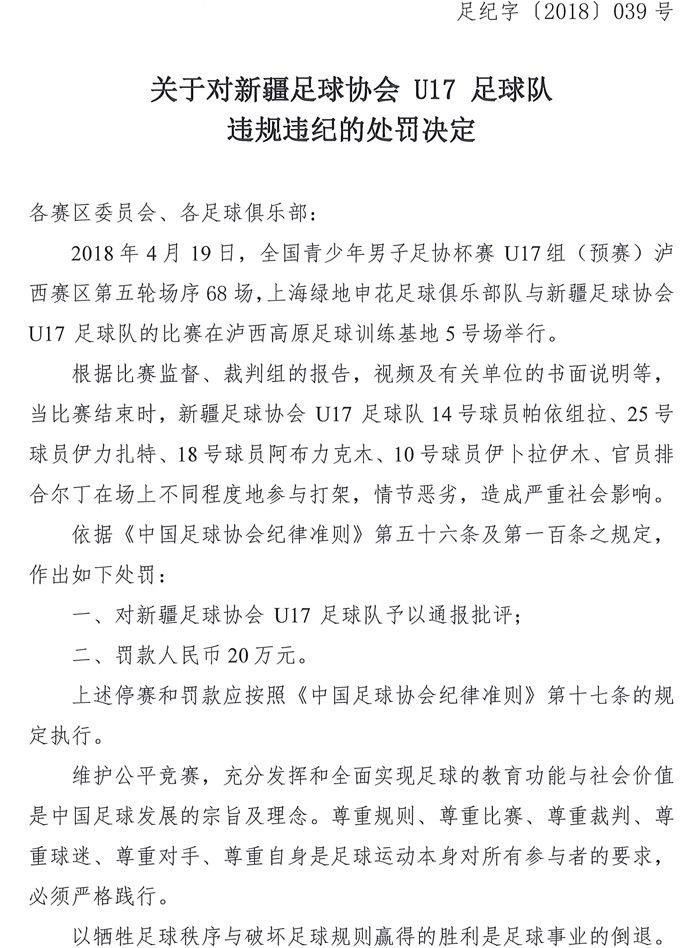 足纪字〔2018〕039 号
关于对新疆足球协会 U17 足球队
违规违纪的处罚决定
各赛区委员会、各足球俱乐部：
2018 年 4 月 19 日，全国青少年男子足协杯赛 U17 组（预赛）泸
西赛区第五轮场序 68 场，上海绿地申花足球俱乐部队与新疆足球协会
U17 足球队的比赛在泸西高原足球训练基地 5 号场举行。
根据比赛监督、裁判组的报告，视频及有关单位的书面说明等，
当比赛结束时，新疆足球协会 U17 足球队 14 号球员帕依组拉、25 号
球员伊力扎特、18 号球员阿布力克木、10 号球员伊卜拉伊木、官员排
合尔丁在场上不同程度地参与打架，情节恶劣，造成严重社会影响。
依据《中国足球协会纪律准则》第五十六条及第一百条之规定，
作出如下处罚：
一、对新疆足球协会 U17 足球队予以通报批评；
二、罚款人民币 20 万元。
上述停赛和罚款应按照《中国足球协会纪律准则》第十七条的规
定执行。
维护公平竞赛，充分发挥和全面实现足球的教育功能与社会价值
是中国足球发展的宗旨及理念。尊重规则、尊重比赛、尊重裁判、尊
重球迷、尊重对手、尊重自身是足球运动本身对所有参与者的要求，
必须严格践行。
以牺牲足球秩序与破坏足球规则赢得的胜利是足球事业的倒退。